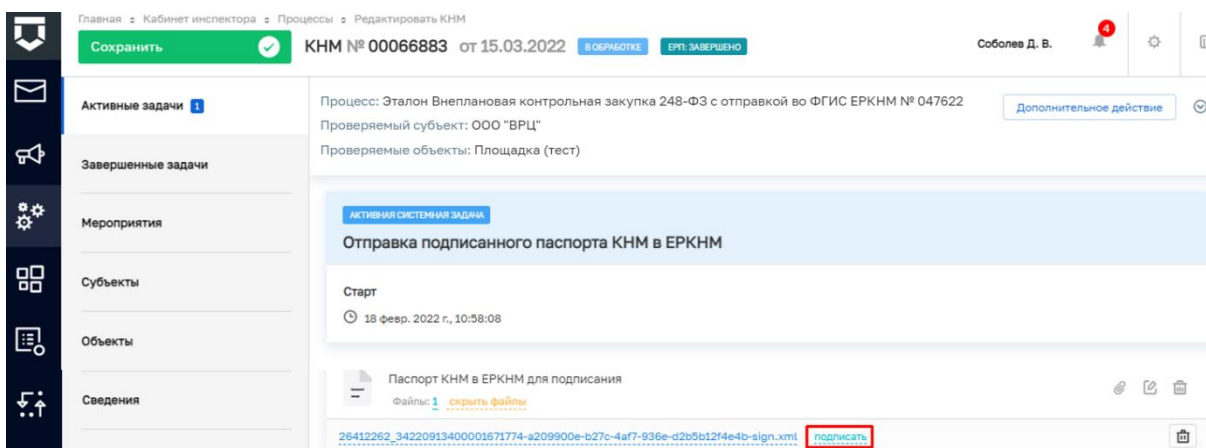 Главная : Кабинет инспектора : Процессы : Редактировать КНМ
Сохранить
КНМ № 00066883 от 15.03.2022 В ОБРАБОТКЕ ЕРП: ЗАВЕРШЕНО
Соболев Д. В.
4
Активные задачи 1
Завершенные задачи
Мероприятия
Субъекты
Объекты
Сведения
Процесс: Эталон Внеплановая контрольная закупка 248-ФЗ с отправкой во ФГИС ЕРКНМ № 047622
Дополнительное действие
Проверяемый субъект: ООО "ВРЦ"
Проверяемые объекты: Площадка (тест)
АКТИВНАЯ СИСТЕМНАЯ ЗАДАЧА
Отправка подписанного паспорта КНМ в ЕРКНМ
Старт
18 февр. 2022 г., 10:58:08
Паспорт КНМ в ЕРКНМ для подписания
Файлы: 1 скрыть файлы
26412262_34220913400001671774-a209900e-b27c-4af7-936e-d2b5b12f4e4b-sign.xml подписать